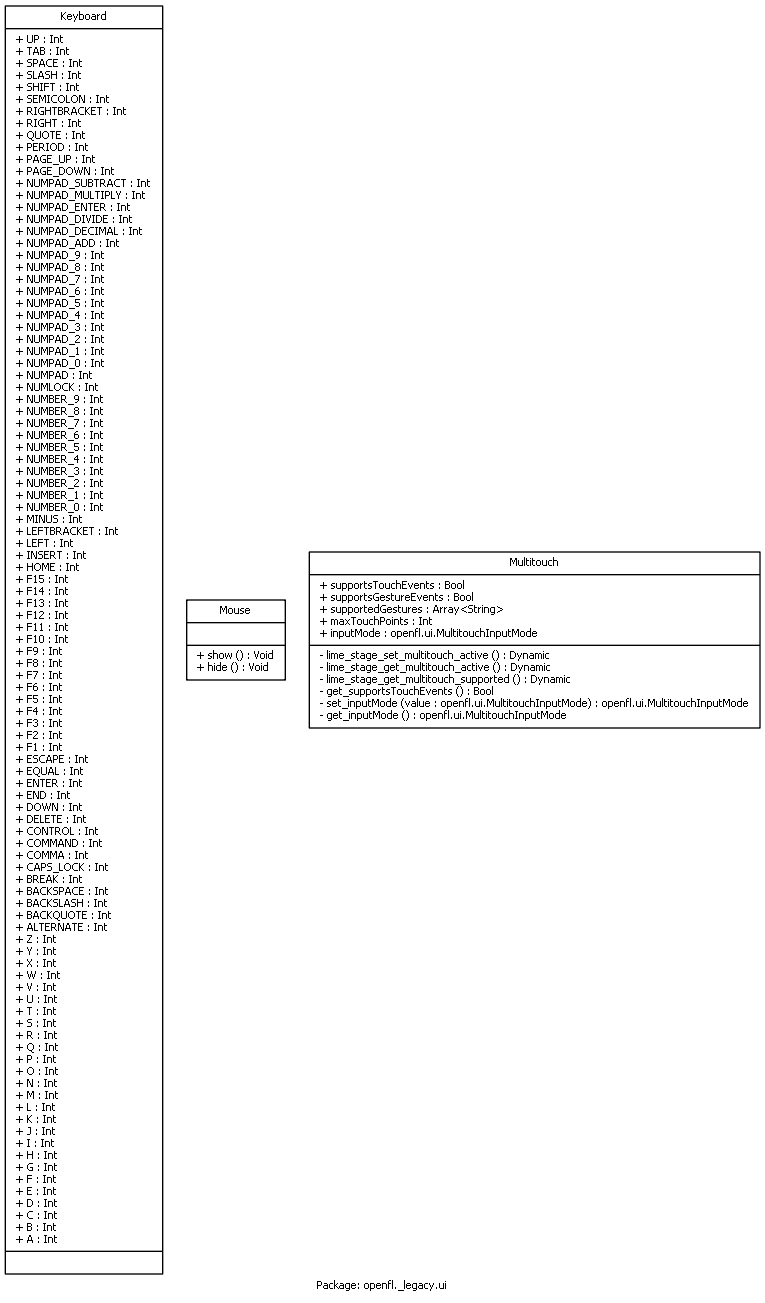 Keyboard
+ UP : Int
+ TAB : Int
+ SPACE : Int
+ SLASH : Int
+ SHIFT : Int
+ SEMICOLON : Int
+ RIGHTBRACKET : Int
+ RIGHT : Int
+ QUOTE : Int
+ PERIOD : Int
+ PAGE_UP : Int
+ PAGE_DOWN : Int
+ NUMPAD_SUBTRACT : Int
+ NUMPAD_MULTIPLY : Int
+ NUMPAD_ENTER : Int
+ NUMPAD_DIVIDE : Int
+ NUMPAD_DECIMAL : Int
+ NUMPAD_ADD : Int
+ NUMPAD_9 : Int
+ NUMPAD_8 : Int
+ NUMPAD_7 : Int
+ NUMPAD_6 : Int
+ NUMPAD_5 : Int
+ NUMPAD_4 : Int
+ NUMPAD_3 : Int
+ NUMPAD_2 : Int
+ NUMPAD_1 : Int
+ NUMPAD_0 : Int
+ NUMPAD : Int
+ NUMLOCK : Int
+ NUMBER_9 : Int
+ NUMBER_8 : Int
+ NUMBER_7 : Int
+ NUMBER_6 : Int
+ NUMBER_5 : Int
+ NUMBER_4 : Int
+ NUMBER_3 : Int
+ NUMBER_2 : Int
+ NUMBER_1 : Int
+ NUMBER_0 : Int
+ MINUS : Int
+ LEFTBRACKET : Int
+ LEFT : Int
+ INSERT : Int
+ HOME : Int
+ F15 : Int
+ F14 : Int
+ F13 : Int
+ F12 : Int
+ F11 : Int
+ F10 : Int
+ F9 : Int
+ F8 : Int
+ F7 : Int
+ F6 : Int
+ F5 : Int
+ F4 : Int
+ F3 : Int
+ F2 : Int
+ F1 : Int
+ ESCAPE : Int
+ EQUAL : Int
+ ENTER : Int
+ END : Int
+ DOWN : Int
+ DELETE : Int
+ CONTROL : Int
+ COMMAND : Int
+ COMMA : Int
+ CAPS_LOCK : Int
+ BREAK : Int
+ BACKSPACE : Int
+ BACKSLASH : Int
+ BACKQUOTE : Int
+ ALTERNATE : Int
+ Z : Int
+ Y : Int
+ X : Int
+ W : Int
+ V : Int
+ U : Int
+ T : Int
+ S : Int
+ R : Int
+ Q : Int
+ P : Int
+ O : Int
+ N : Int
+ M : Int
+ L : Int
+ K : Int
+ J : Int
+ I : Int
+ H : Int
+ G : Int
+ F : Int
+ E : Int
+ D : Int
+ C : Int
+ B : Int
+ A : Int
Mouse
+ show () : Void
+ hide () : Void
Multitouch
+ supportsTouchEvents : Bool
+ supportsGestureEvents : Bool
+ supportedGestures : Array<String>
+ maxTouchPoints : Int
+ inputMode : openfl.ui.MultitouchInputMode
- lime_stage_set_multitouch_active () : Dynamic
- lime_stage_get_multitouch_active () : Dynamic
- lime_stage_get_multitouch_supported () : Dynamic
- get_supportsTouchEvents () : Bool
- set_inputMode (value : openfl.ui.MultitouchInputMode) : openfl.ui.MultitouchInputMode
- get_inputMode () : openfl.ui.MultitouchInputMode
Package: openfl._legacy.ui